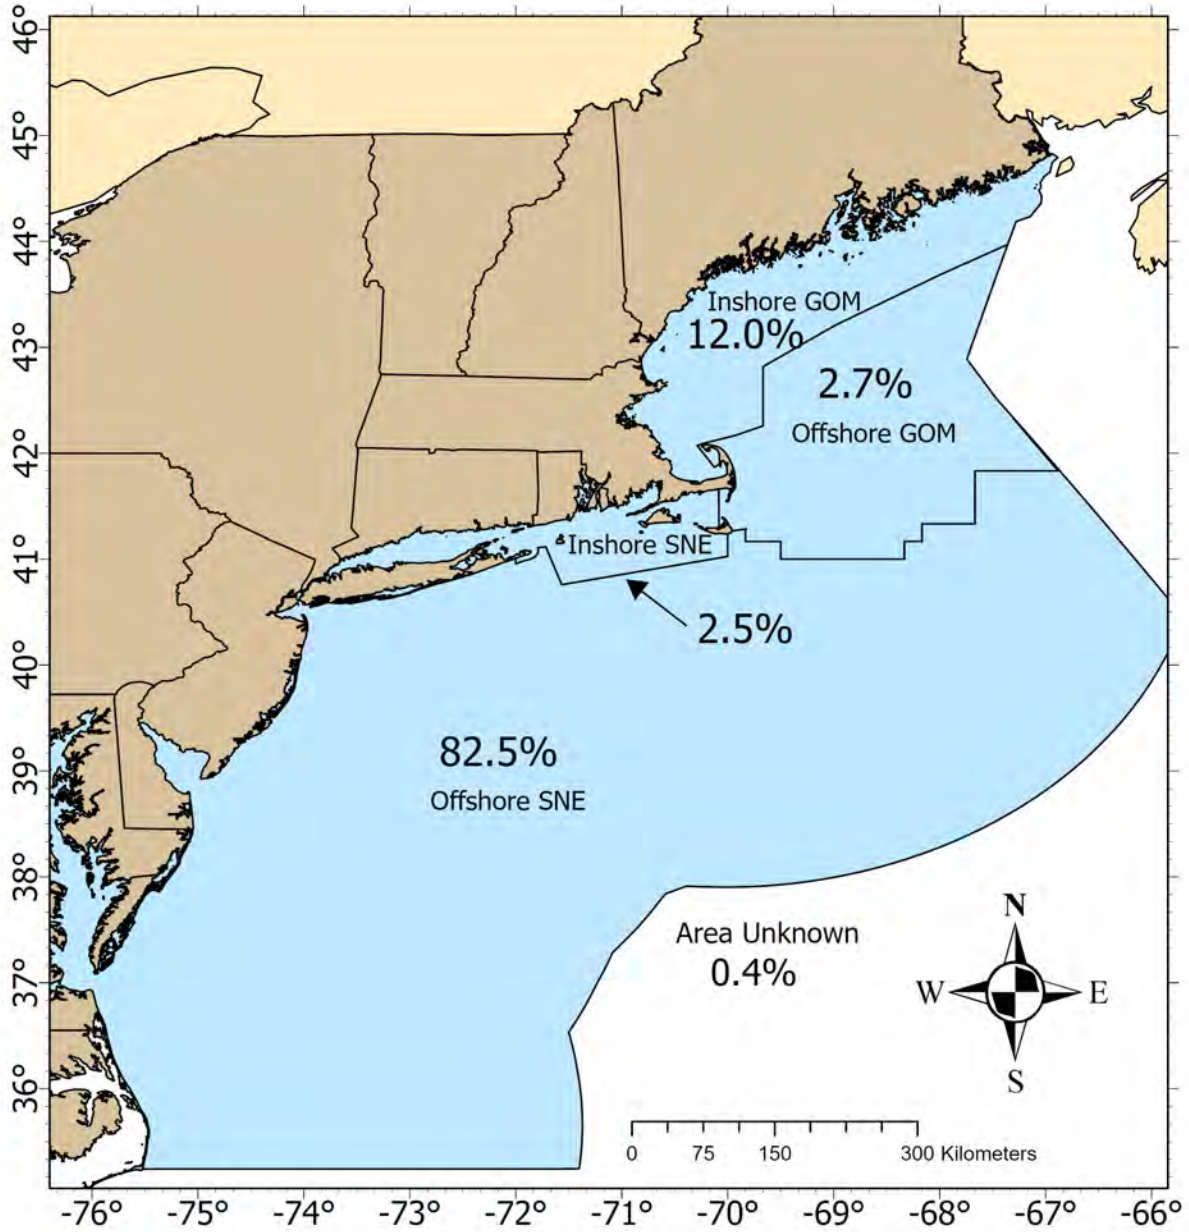 46°
45°
44°
43°
42°
41°
40°
39°
38°
37°
36°
Inshore GOM
12.0%
2.7%
Offshore GOM
Inshore SNE
2.5%
82.5%
Offshore SNE
Area Unknown
0.4%
N
W E
S
0 75 150 300 Kilometers
-76° -75° -74° -73° -72° -71° -70° -69° -68° -67° -66°